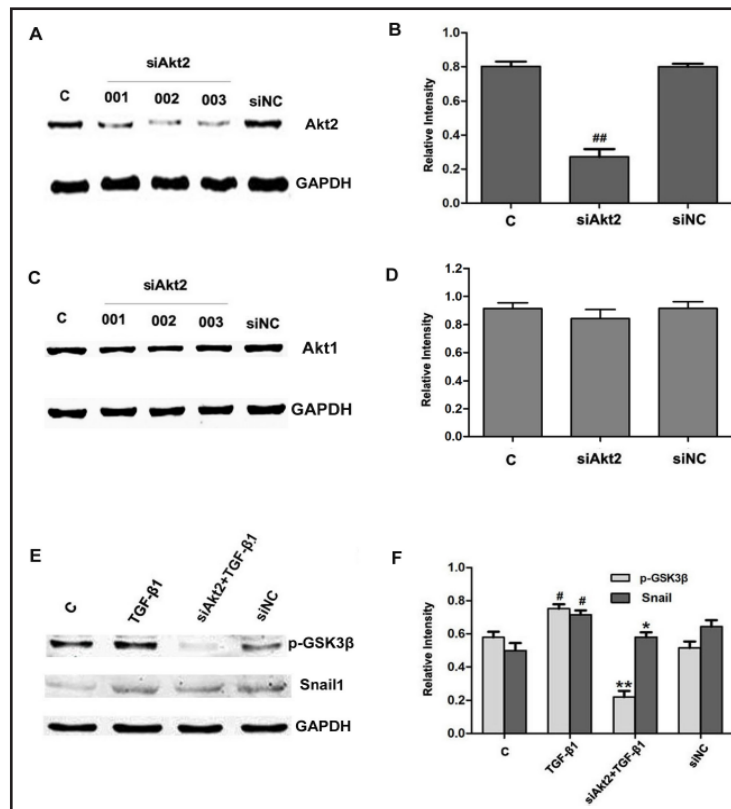 A
siAkt2
C 001 002 003 siNC
Akt2
GAPDH
B
Relative Intensity
0.8
0.6
0.4
0.2
0.0
##
C siAkt2 siNC
C
siAkt2
C 001 002 003 siNC
Akt1
GAPDH
D
Relative Intensity
1.2
1.0
0.8
0.6
0.4
0.2
0.0
C siAkt2 siNC
E
C TGF-β1 siAkt2+TGF-β1 siNC
p-GSK3β
Snail1
GAPDH
F
Relative Intensity
1.0
0.8
0.6
0.4
0.2
0.0
p-GSK3β
Snail
# #
*
**
C TGF-β1 siAkt2+TGF-β1 siNC